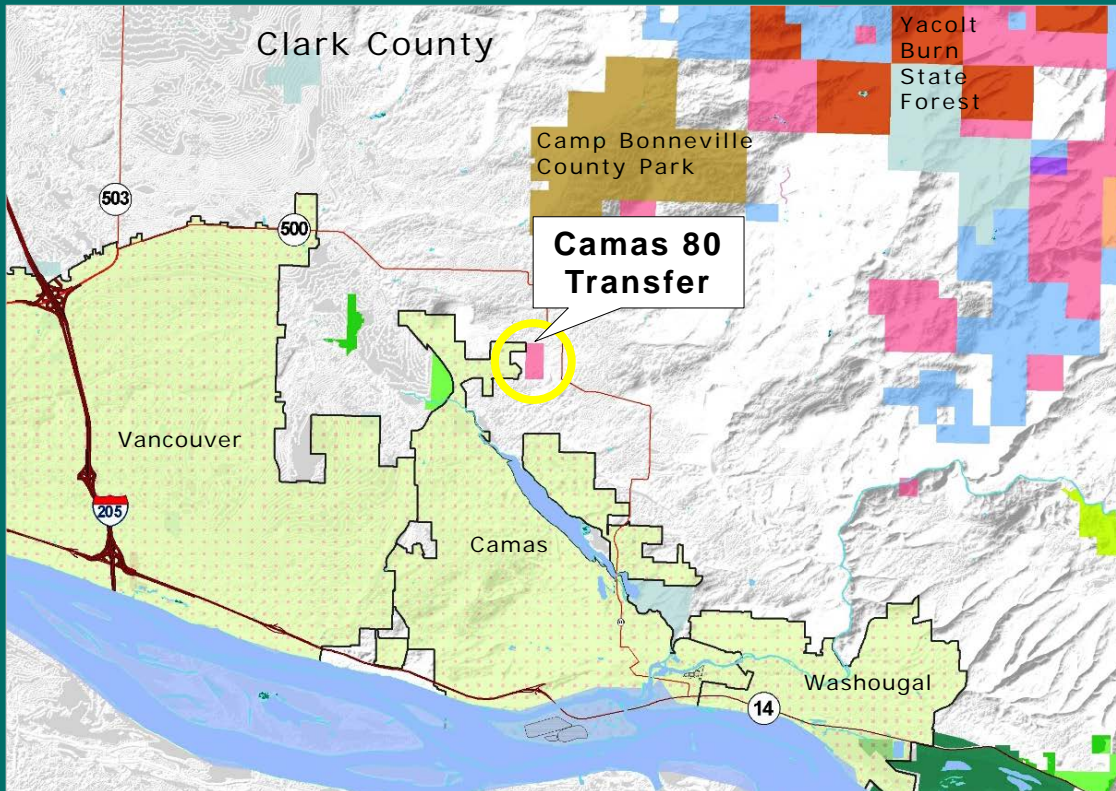 Clark County
Yacolt
Burn
State
Forest
Camp Bonneville
County Park
503
500
Camas 80
Transfer
Vancouver
205
Camas
Washougal
14